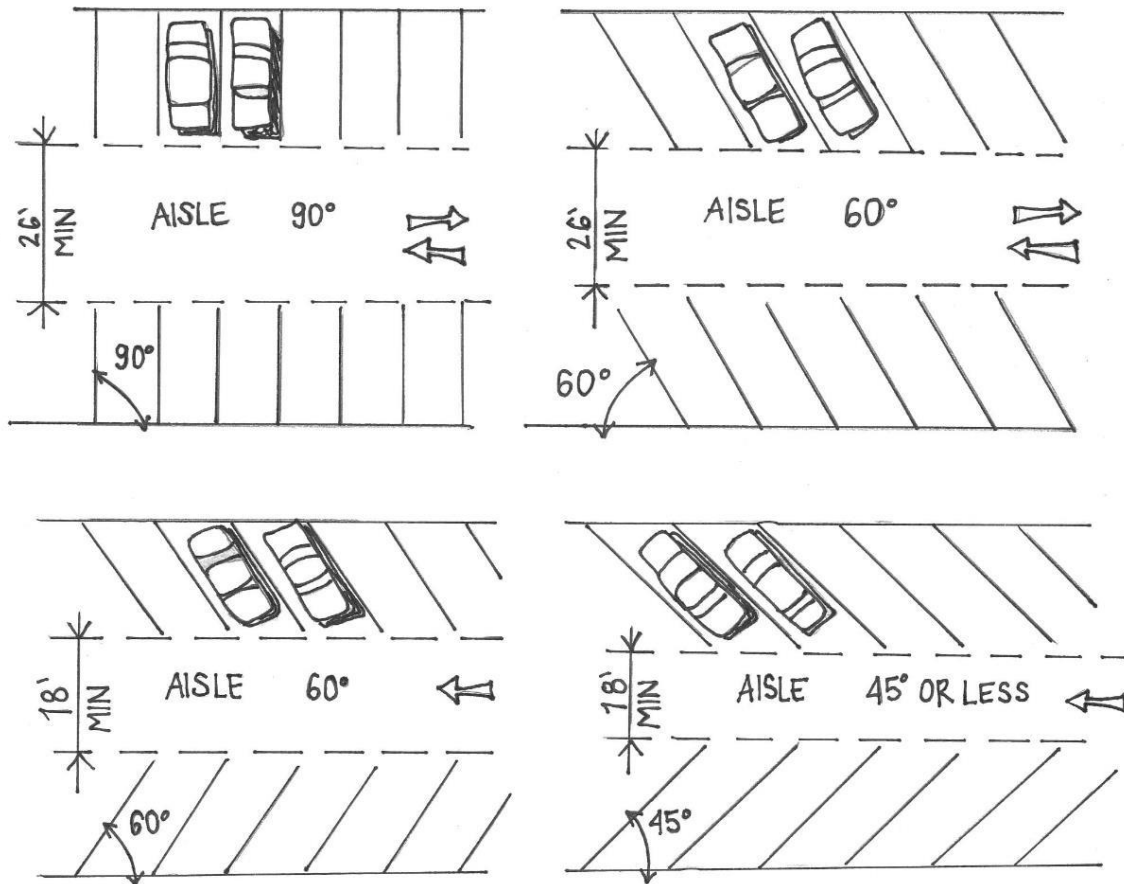 26' MIN
AISLE 90°
90°
26' MIN
AISLE 60°
60°
18' MIN
AISLE 60°
60°
18' MIN
AISLE 45° OR LESS
45°